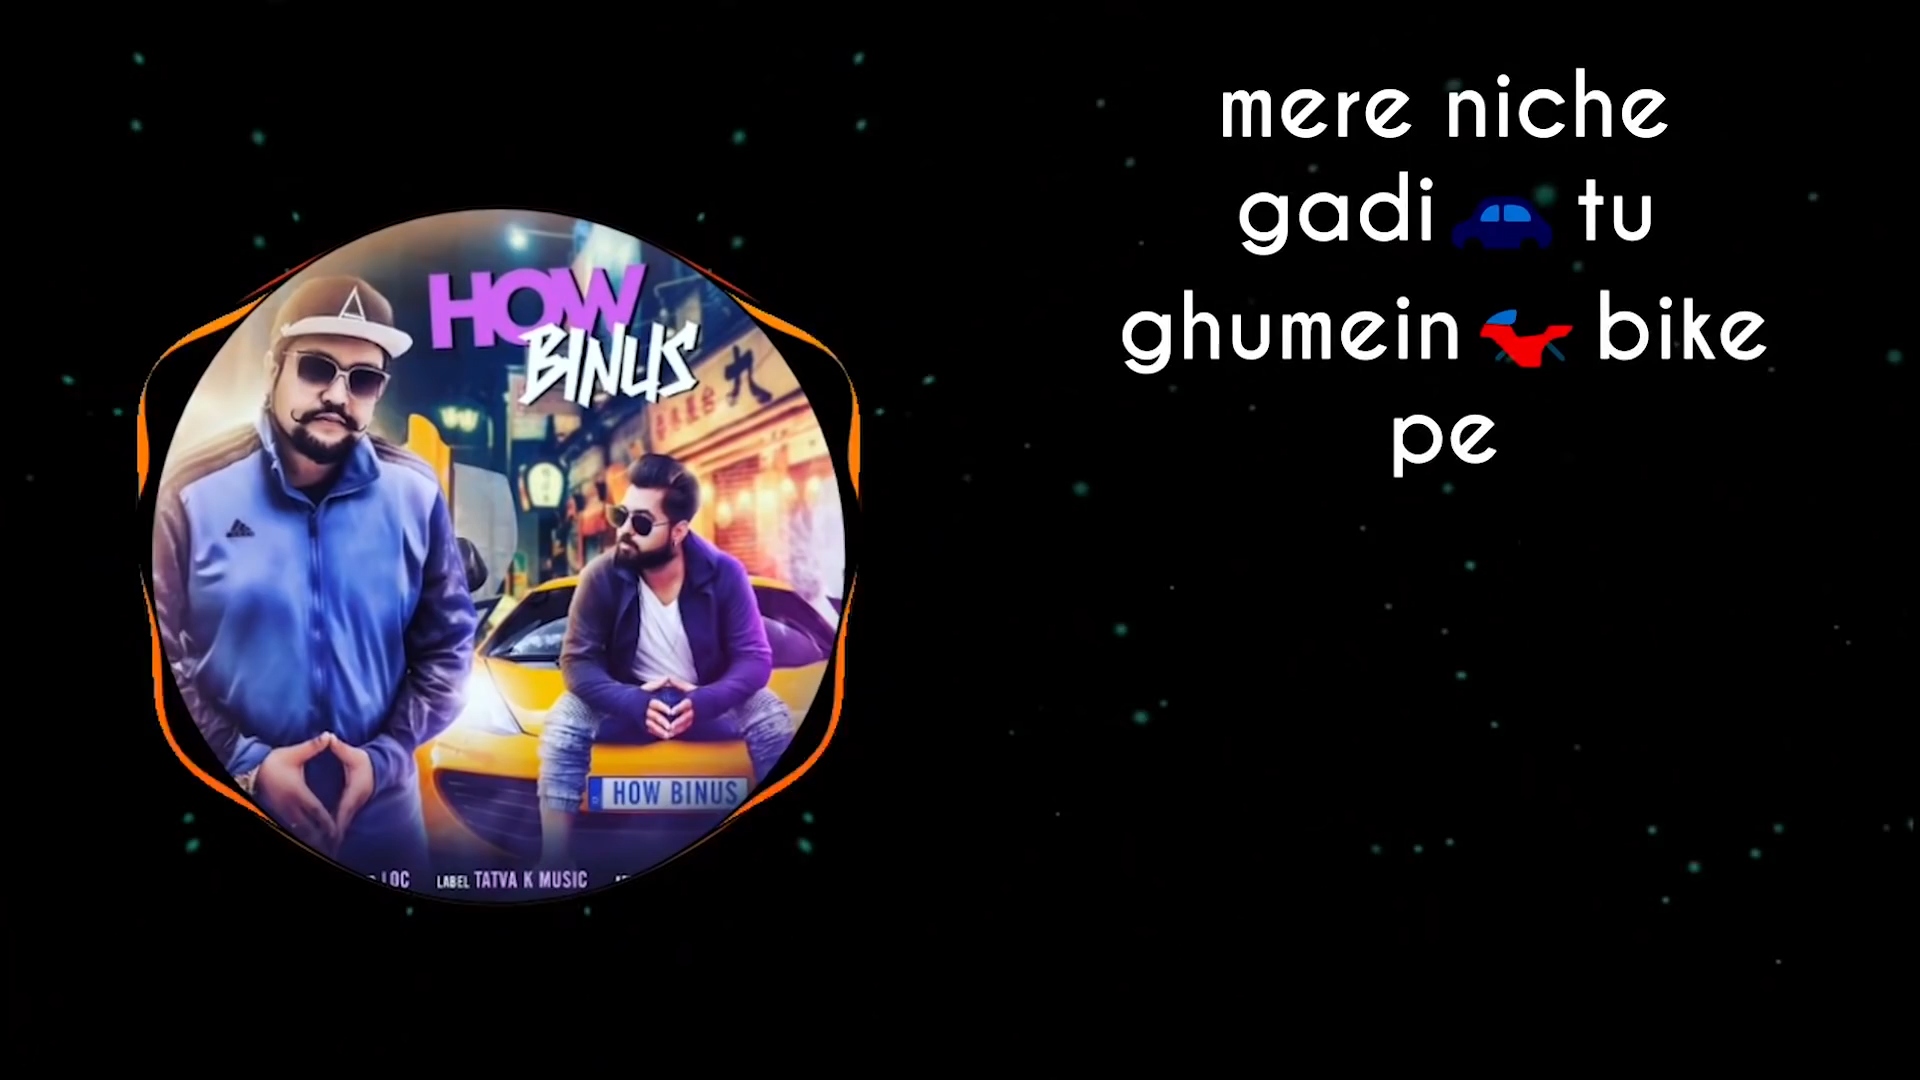 mere niche
gadi 🚗 tu
ghumein 🏍 bike
pe
HOW
BINUS
HOW BINUS
LOC
LABEL TATVA K MUSIC